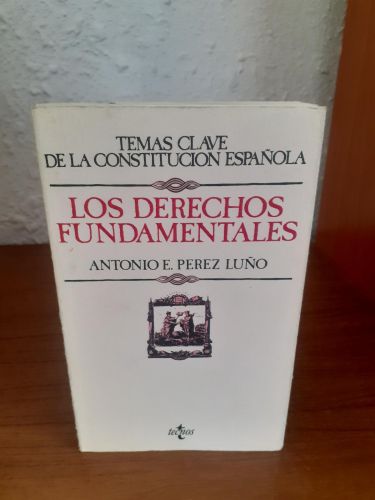 TEMAS CLAVE
DE LA CONSTITUCION ESPAÑOLA
LOS DERECHOS
FUNDAMENTALES
ANTONIO E. PEREZ LUÑO
tecnos